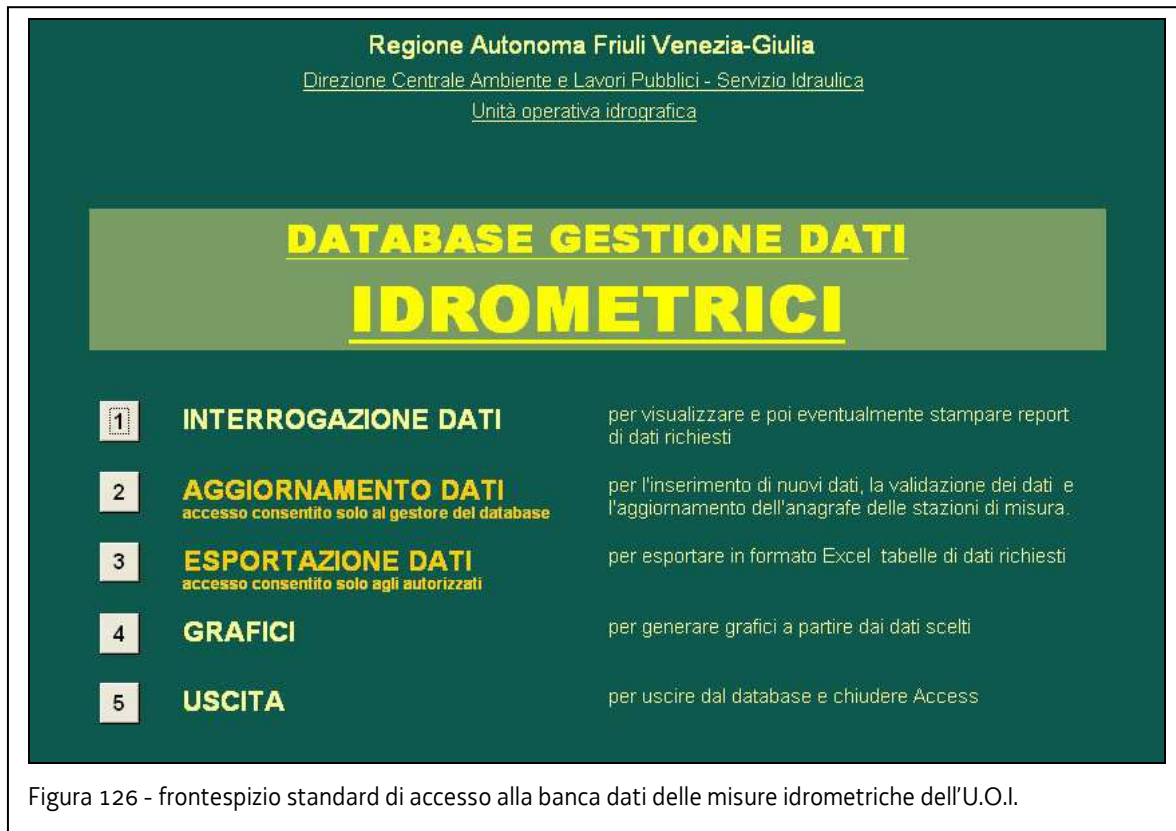 Regione Autonoma Friuli Venezia-Giulia
Direzione Centrale Ambiente e Lavori Pubblici - Servizio Idraulica
Unità operativa idrografica
DATABASE GESTIONE DATI
IDROMETRICI
1 INTERROGAZIONE DATI per visualizzare e poi eventualmente stampare report
di dati richiesti
2 AGGIORNAMENTO DATI per l'inserimento di nuovi dati, la validazione dei dati e
accesso consentito solo al gestore del database l'aggiornamento dell'anagrafe delle stazioni di misura.
3 ESPORTAZIONE DATI per esportare in formato Excel tabelle di dati richiesti
accesso consentito solo agli autorizzati
4 GRAFICI per generare grafici a partire dai dati scelti
5 USCITA per uscire dal database e chiudere Access
Figura 126 - frontespizio standard di accesso alla banca dati delle misure idrometriche dell'U.O.I.